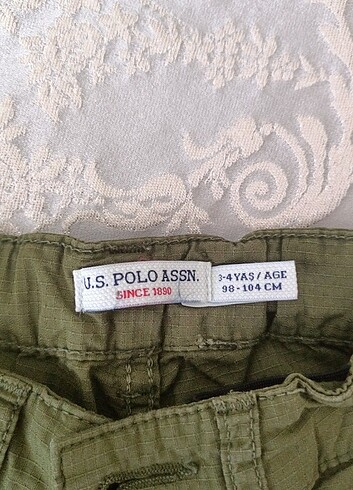 U.S. POLO ASSN.
SINCE 1890
3-4 YAŞ / AGE
98 - 104 CM